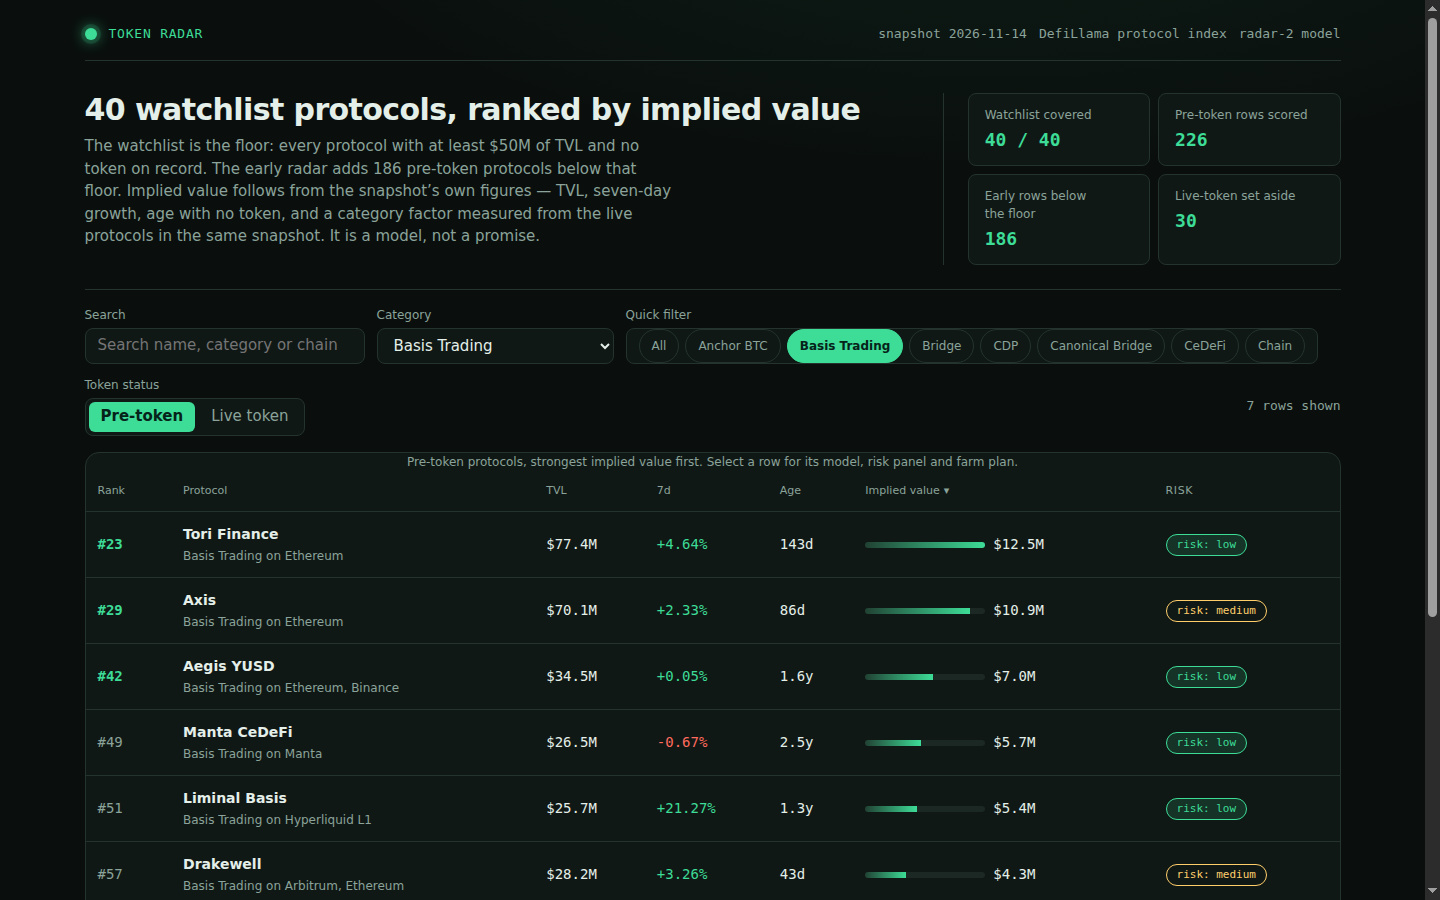 TOKEN RADAR
snapshot 2026-11-14 DefiLlama protocol index radar-2 model
40 watchlist protocols, ranked by implied value
The watchlist is the floor: every protocol with at least $50M of TVL and no
token on record. The early radar adds 186 pre-token protocols below that
floor. Implied value follows from the snapshot’s own figures — TVL, seven-day
growth, age with no token, and a category factor measured from the live
protocols in the same snapshot. It is a model, not a promise.
Watchlist covered
40 / 40
Pre-token rows scored
226
Early rows below
the floor
186
Live-token set aside
30
Search
Search name, category or chain
Category
Basis Trading
Quick filter
All Anchor BTC Basis Trading Bridge CDP Canonical Bridge CeDeFi Chain
Token status
Pre-token Live token
7 rows shown
Pre-token protocols, strongest implied value first. Select a row for its model, risk panel and farm plan.
Rank Protocol TVL 7d Age Implied value ▾ RISK
#23 Tori Finance $77.4M +4.64% 143d $12.5M risk: low
Basis Trading on Ethereum
#29 Axis $70.1M +2.33% 86d $10.9M risk: medium
Basis Trading on Ethereum
#42 Aegis YUSD $34.5M +0.05% 1.6y $7.0M risk: low
Basis Trading on Ethereum, Binance
#49 Manta CeDeFi $26.5M -0.67% 2.5y $5.7M risk: low
Basis Trading on Manta
#51 Liminal Basis $25.7M +21.27% 1.3y $5.4M risk: low
Basis Trading on Hyperliquid L1
#57 Drakewell $28.2M +3.26% 43d $4.3M risk: medium
Basis Trading on Arbitrum, Ethereum